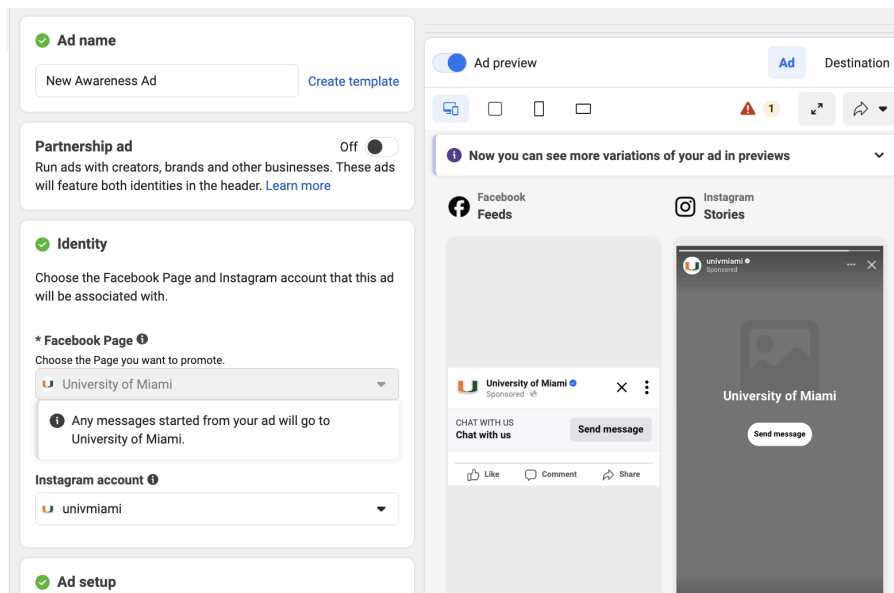 Ad name
New Awareness Ad
Create template
Partnership ad
Off
Run ads with creators, brands and other businesses. These ads
will feature both identities in the header. Learn more
Identity
Choose the Facebook Page and Instagram account that this ad
will be associated with.
* Facebook Page
Choose the Page you want to promote.
University of Miami
Any messages started from your ad will go to
University of Miami.
Instagram account
univmiami
Ad setup
Ad preview
Ad
Destination
1
Now you can see more variations of your ad in previews
Facebook
Feeds
University of Miami
Sponsored ·
CHAT WITH US
Chat with us
Send message
Like
Comment
Share
Instagram
Stories
univmiami
Sponsored
University of Miami
Send message